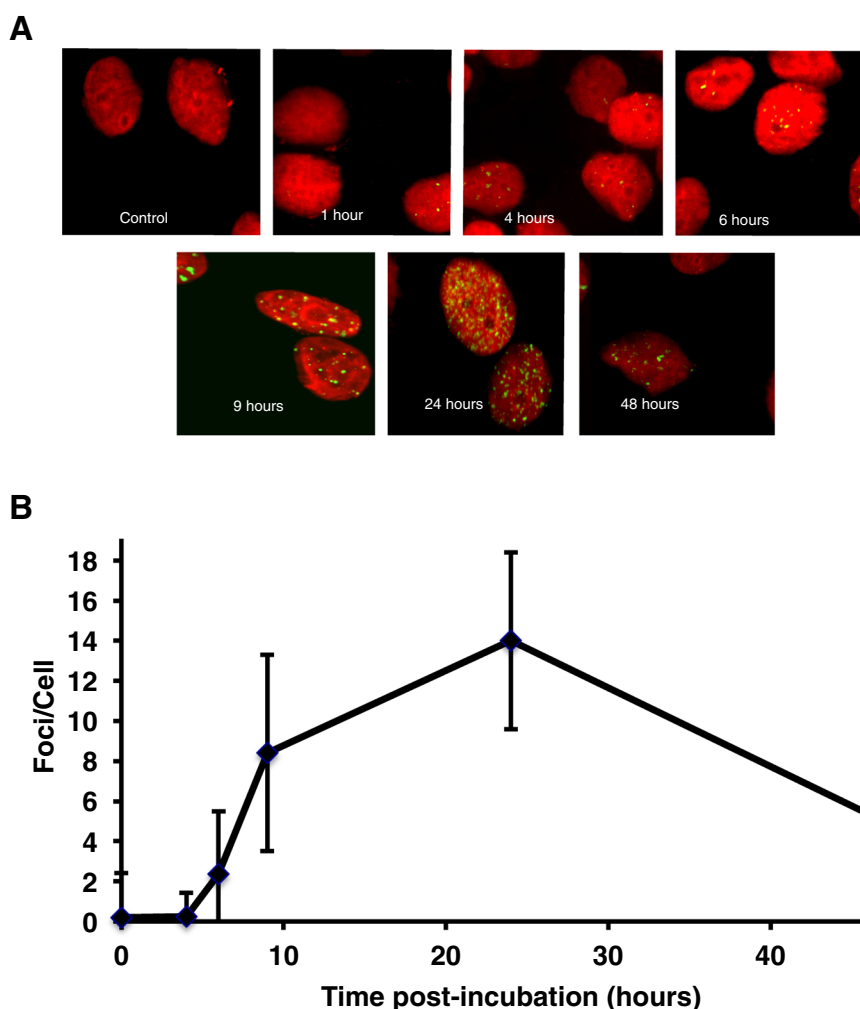 A
Control
1 hour
4 hours
6 hours
9 hours
24 hours
48 hours
B
Foci/Cell
18
16
14
12
10
8
6
4
2
0
0 10 20 30 40
Time post-incubation (hours)